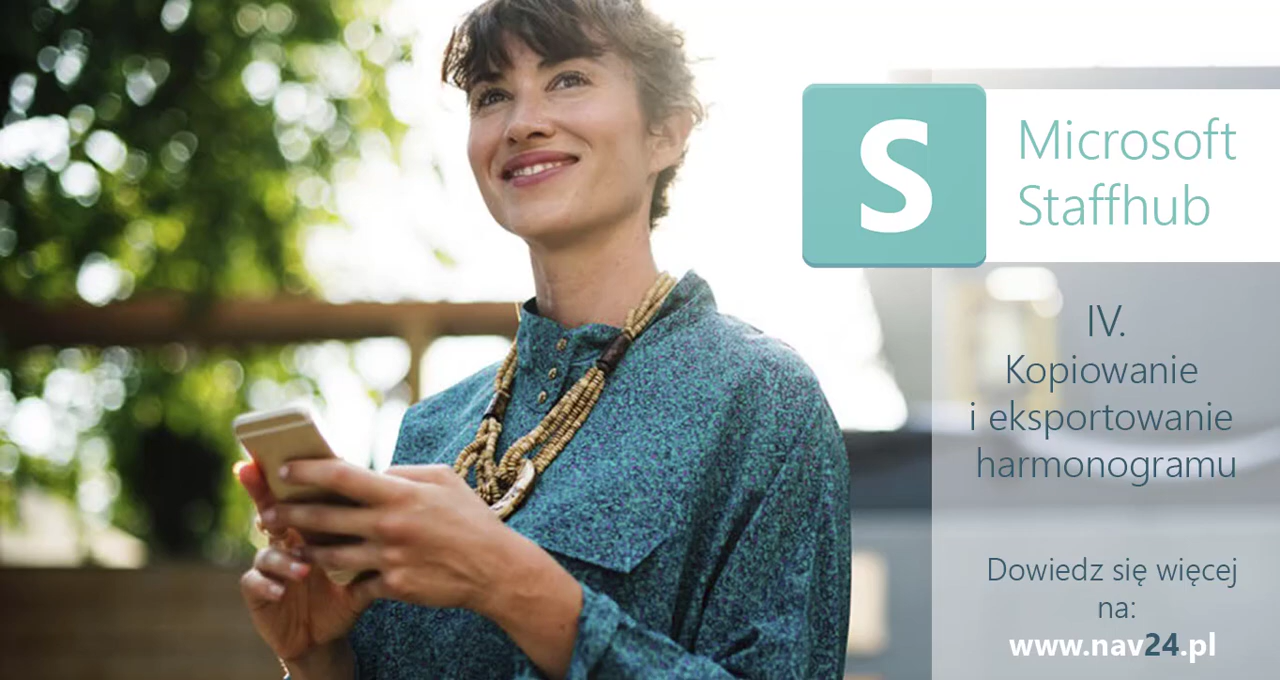 S
Microsoft
Staffhub
IV.
Kopiowanie
i eksportowanie
harmonogramu
Dowiedz się więcej
na:
www.nav24.pl